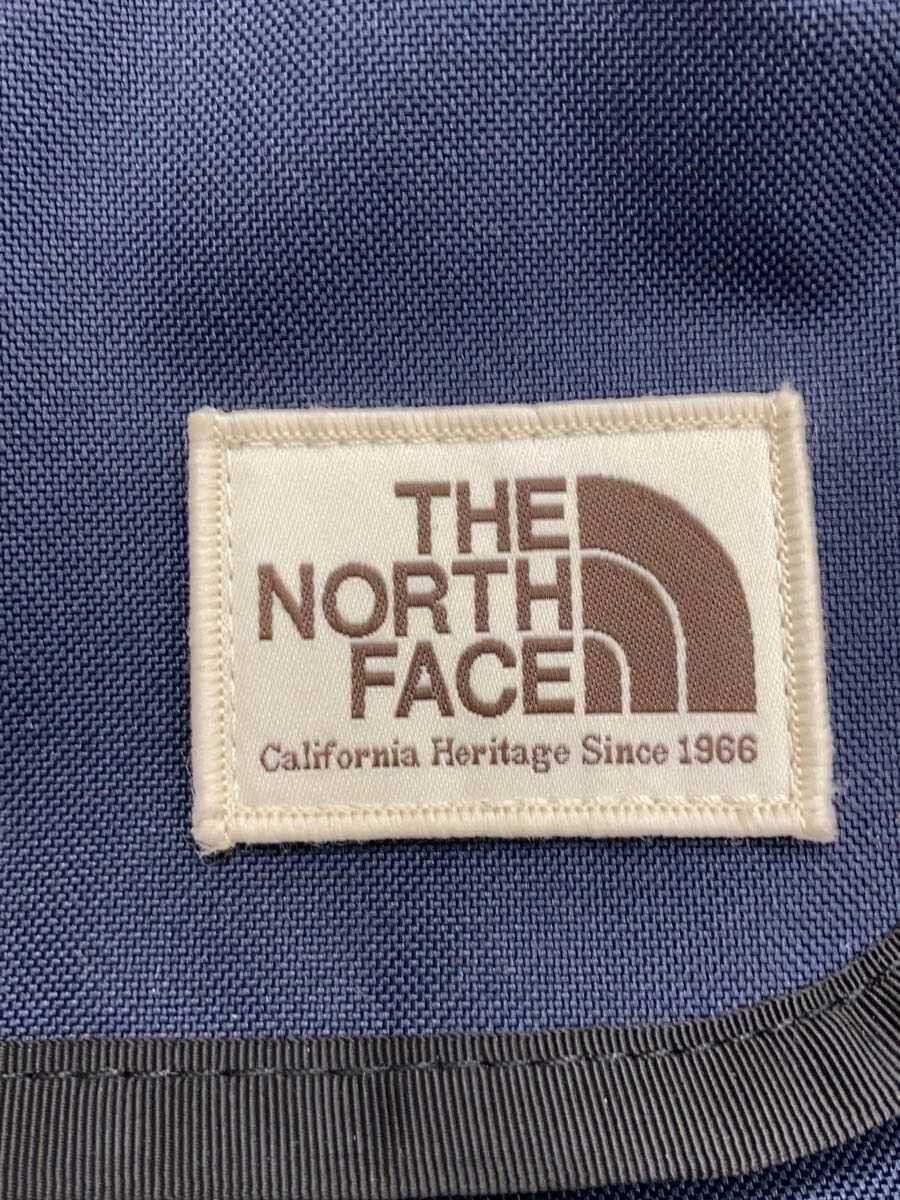 THE
NORTH
FACE
California Heritage Since 1966